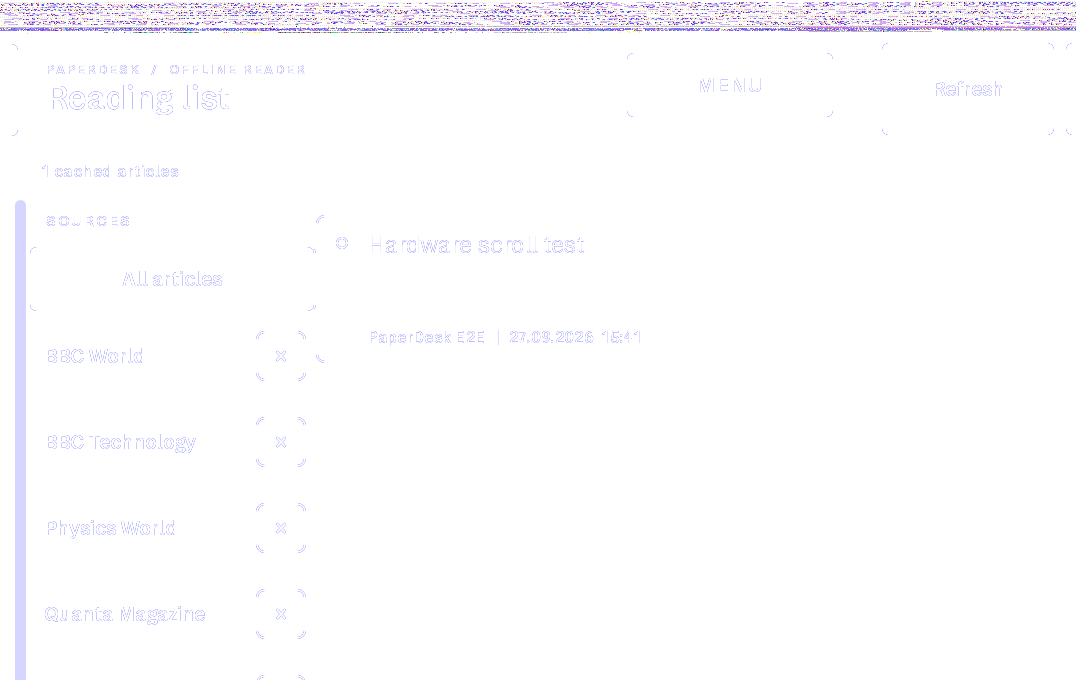 PAPERDESK / OFFLINE READER
Reading list
MENU
Refresh
1 cached articles
SOURCES
All articles
BBC World
×
BBC Technology
×
Physics World
×
Quanta Magazine
×
Hardware scroll test
PaperDesk E2E | 27.09.2026 15:41